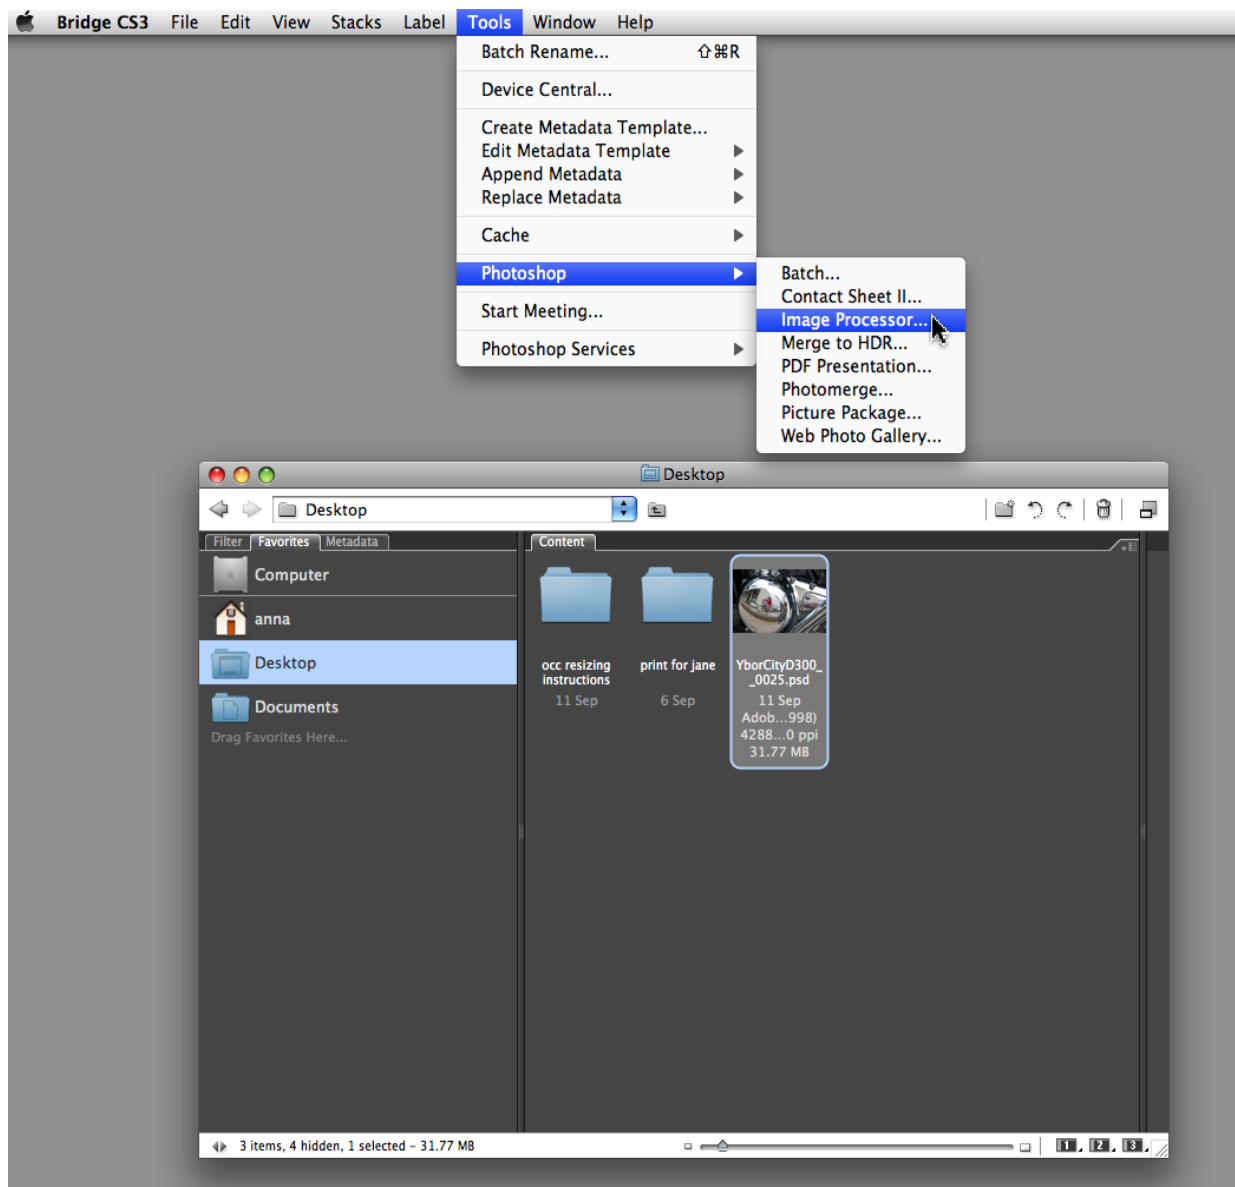 Bridge CS3 File Edit View Stacks Label Tools Window Help
Batch Rename... ⇧⌘R
Device Central...
Create Metadata Template...
Edit Metadata Template
Append Metadata
Replace Metadata
Cache
Photoshop
Start Meeting...
Photoshop Services
Batch...
Contact Sheet II...
Image Processor...
Merge to HDR...
PDF Presentation...
Photomerge...
Picture Package...
Web Photo Gallery...
Desktop
Desktop
Filter Favorites Metadata
Computer
anna
Desktop
Documents
Drag Favorites Here...
Content
occ resizing
instructions
11 Sep
print for jane
6 Sep
YborCityD300_
_0025.psd
11 Sep
Adob...998)
4288...0 ppi
31.77 MB
3 items, 4 hidden, 1 selected – 31.77 MB
1 2 3